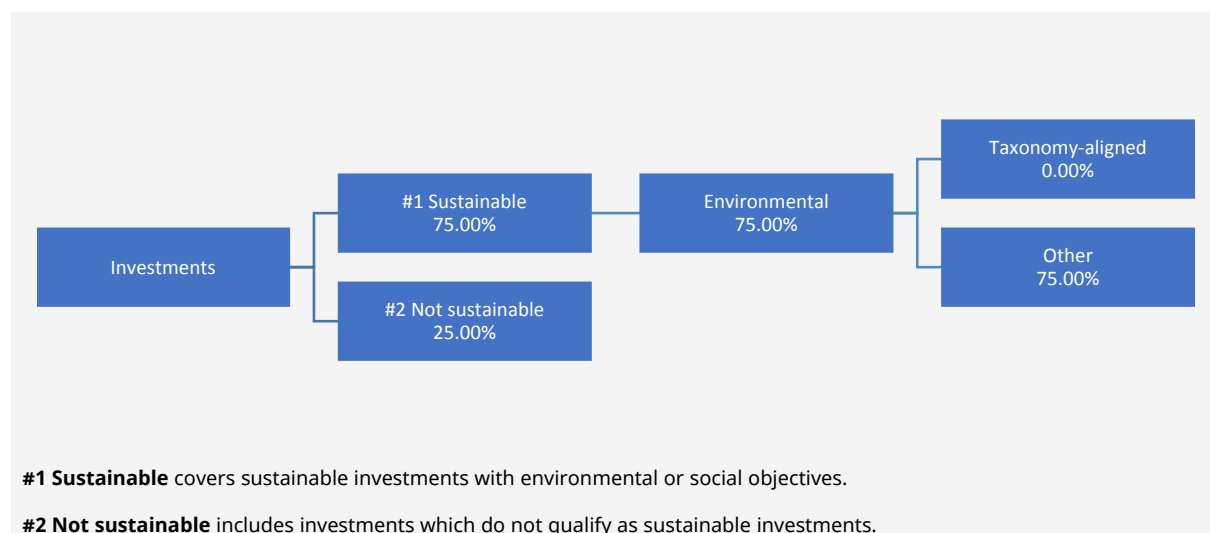 Taxonomy-aligned
0.00%
#1 Sustainable
75.00%
Environmental
75.00%
Investments
Other
75.00%
#2 Not sustainable
25.00%
#1 Sustainable covers sustainable investments with environmental or social objectives.
#2 Not sustainable includes investments which do not qualify as sustainable investments.